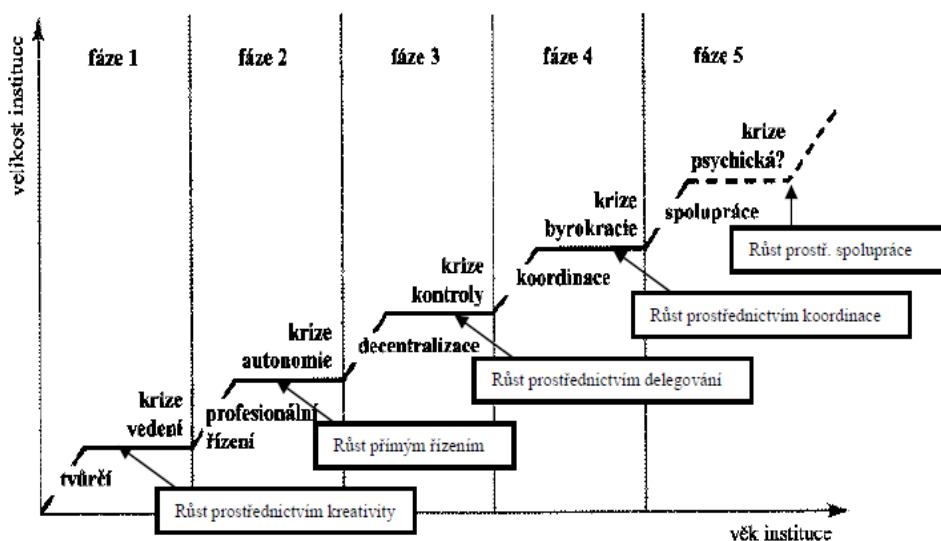 velikost instituce
fáze 1
fáze 2
fáze 3
fáze 4
fáze 5
krize
psychická?
krize
byrokracie
spolupráce
Růst prostř. spolupráce
krize
kontroly
koordinace
Růst prostřednictvím koordinace
krize
autonomie
decentralizace
Růst prostřednictvím delegování
krize
vedení
profesionální
řízení
Růst přímým řízením
tvůrčí
Růst prostřednictvím kreativity
věk instituce